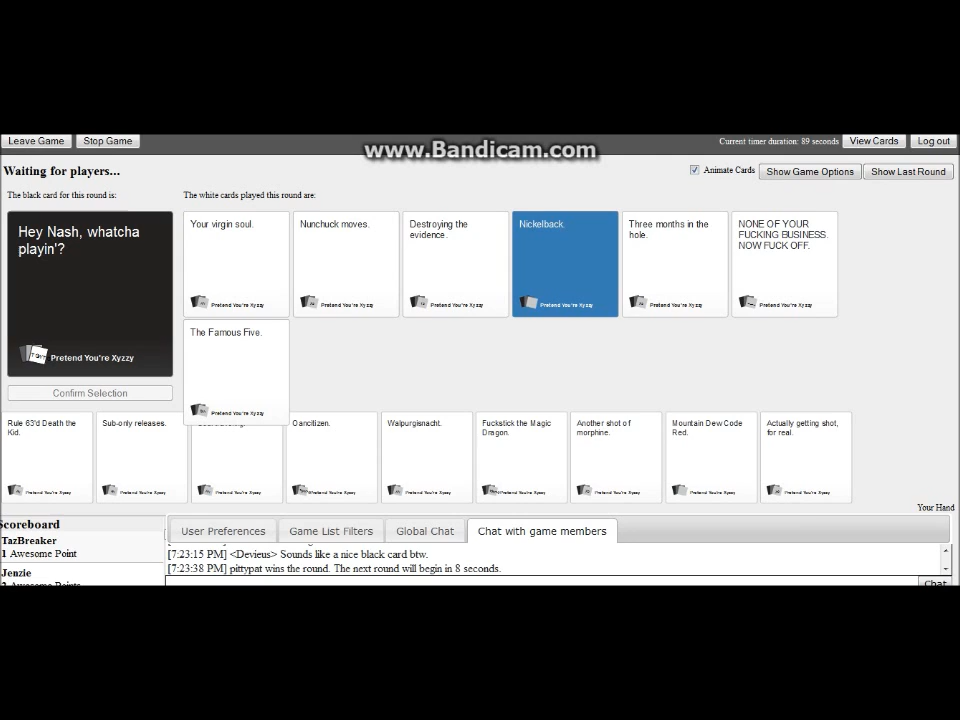 www.Bandicam.com
Leave Game
Stop Game
Current timer duration: 89 seconds
View Cards
Log out
Waiting for players...
Animate Cards
Show Game Options
Show Last Round
The black card for this round is:
The white cards played this round are:
Hey Nash, whatcha
playin'?
Pretend You're Xyzzy
Your virgin soul.
Pretend You're Xyzzy
Nunchuck moves.
Pretend You're Xyzzy
Destroying the
evidence.
Pretend You're Xyzzy
Nickelback.
Pretend You're Xyzzy
Three months in the
hole.
Pretend You're Xyzzy
NONE OF YOUR
FUCKING BUSINESS.
NOW FUCK OFF.
Pretend You're Xyzzy
The Famous Five.
Pretend You're Xyzzy
Confirm Selection
Rule 63'd Death the
Kid.
Pretend You're Xyzzy
Sub-only releases.
Pretend You're Xyzzy
Pretend You're Xyzzy
Oancitizen.
Pretend You're Xyzzy
Walpurgisnacht.
Pretend You're Xyzzy
Fuckstick the Magic
Dragon.
Pretend You're Xyzzy
Another shot of
morphine.
Pretend You're Xyzzy
Mountain Dew Code
Red.
Pretend You're Xyzzy
Actually getting shot,
for real.
Pretend You're Xyzzy
Your Hand
Scoreboard
TazBreaker
1 Awesome Point
Jenzie
Awesome Points
User Preferences
Game List Filters
Global Chat
Chat with game members
[7:23:15 PM] <Devieus> Sounds like a nice black card btw.
[7:23:38 PM] pittypat wins the round. The next round will begin in 8 seconds.
Chat